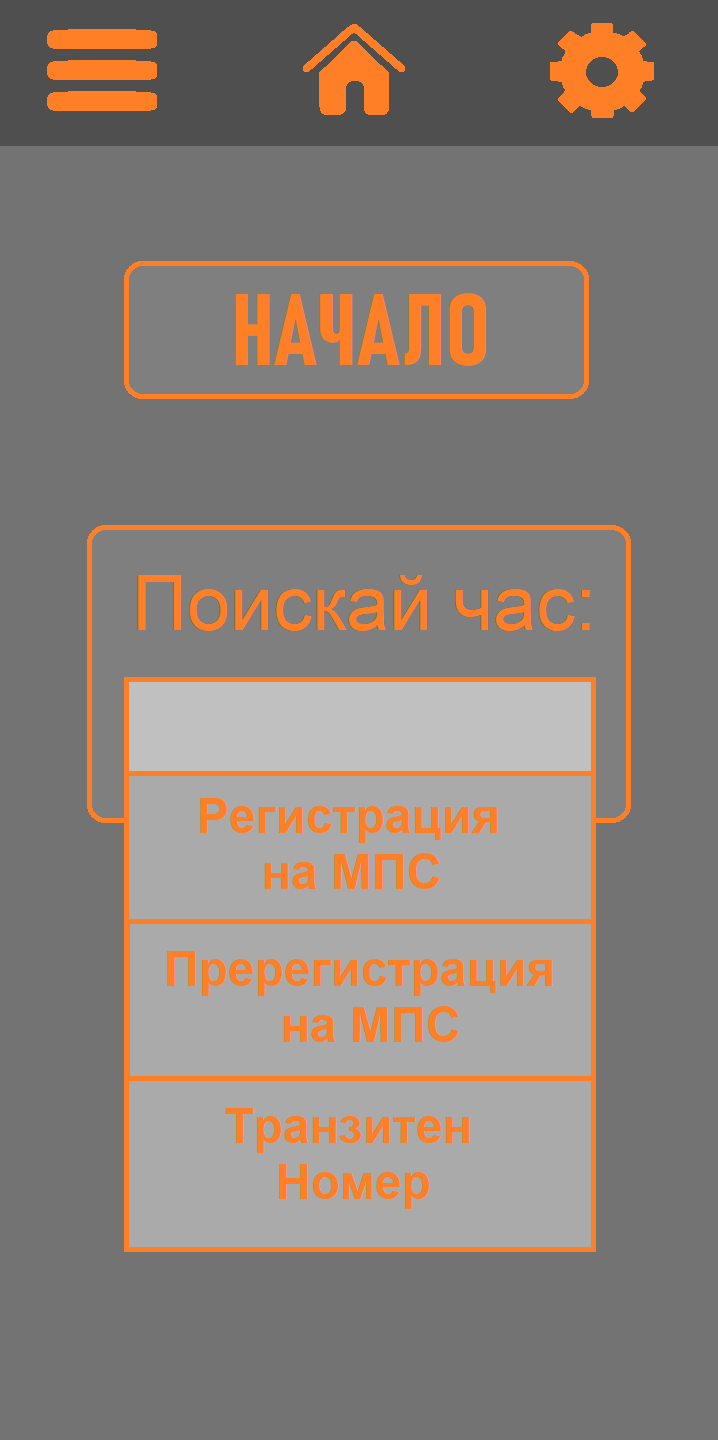 НАЧАЛО
Поискай час:
Регистрация
на МПС
Пререгистрация
на МПС
Транзитен
Номер